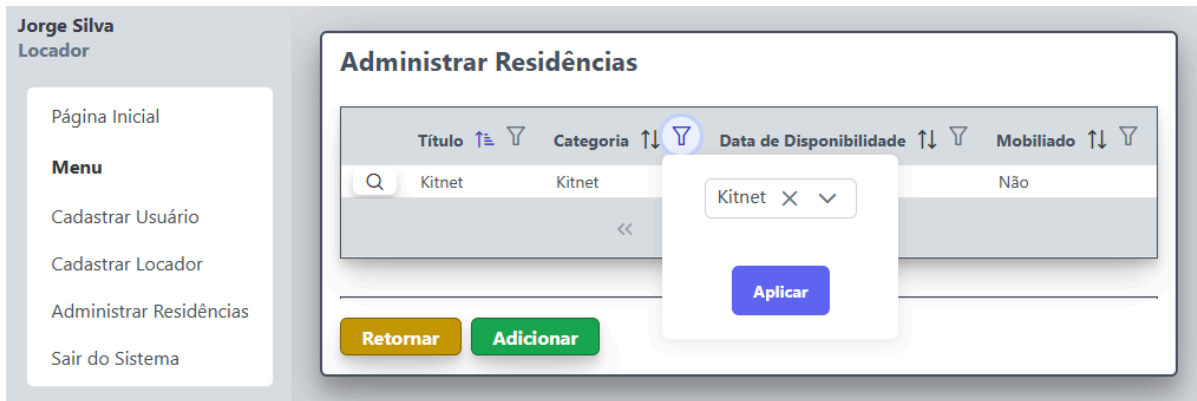 Jorge Silva
Locador
Página Inicial
Menu
Cadastrar Usuário
Cadastrar Locador
Administrar Residências
Sair do Sistema
Administrar Residências
Título Categoria Data de Disponibilidade Mobiliado
Kitnet Kitnet Não
Kitnet
Aplicar
Retornar Adicionar